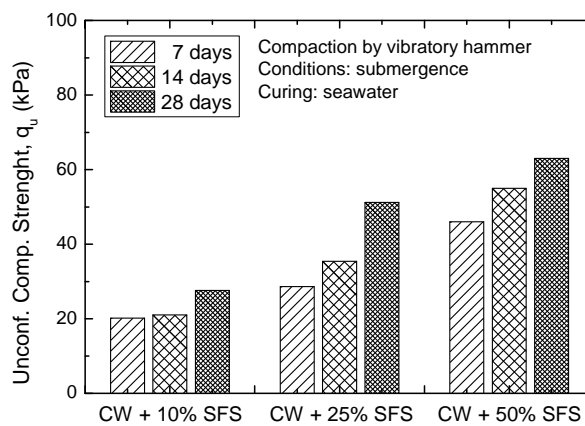 100
80
60
40
20
0
Unconf. Comp. Strenght, q_u (kPa)
7 days
14 days
28 days
Compaction by vibratory hammer
Conditions: submergence
Curing: seawater
CW + 10% SFS
CW + 25% SFS
CW + 50% SFS